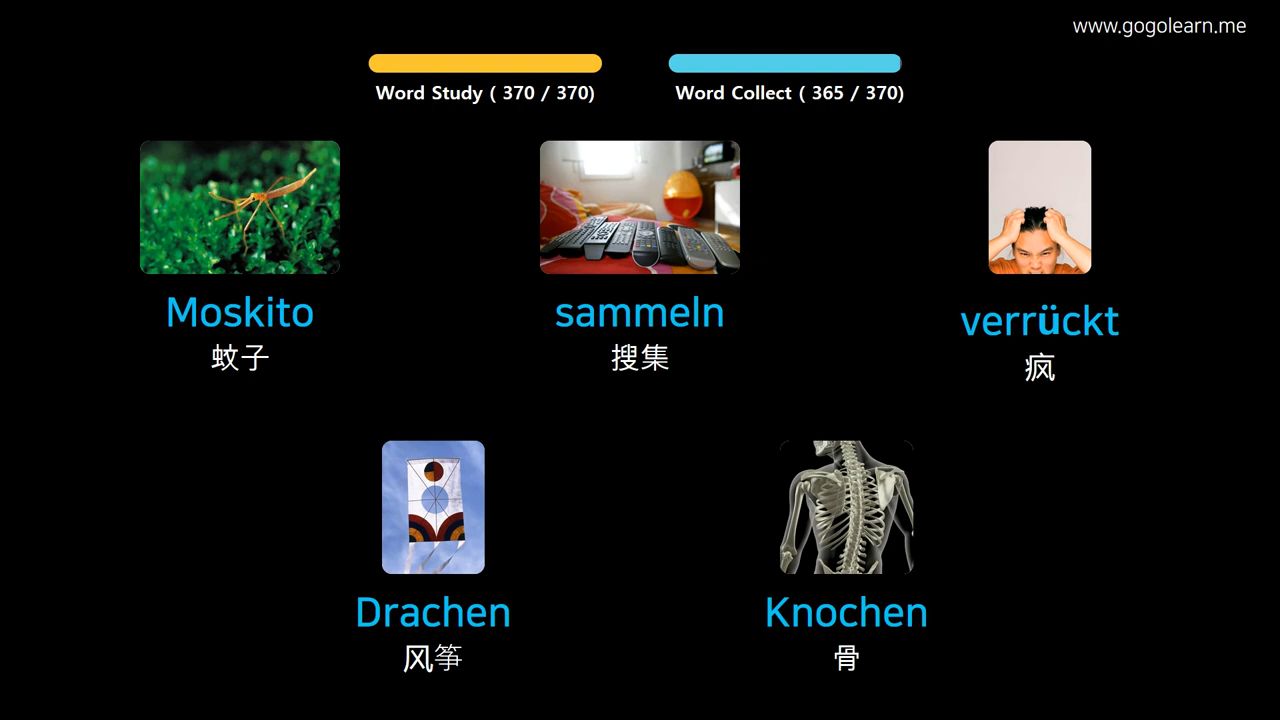 www.gogolearn.me
Word Study ( 370 / 370)
Word Collect ( 365 / 370)
Moskito
蚊子
sammeln
搜集
verrückt
疯
Drachen
风筝
Knochen
骨